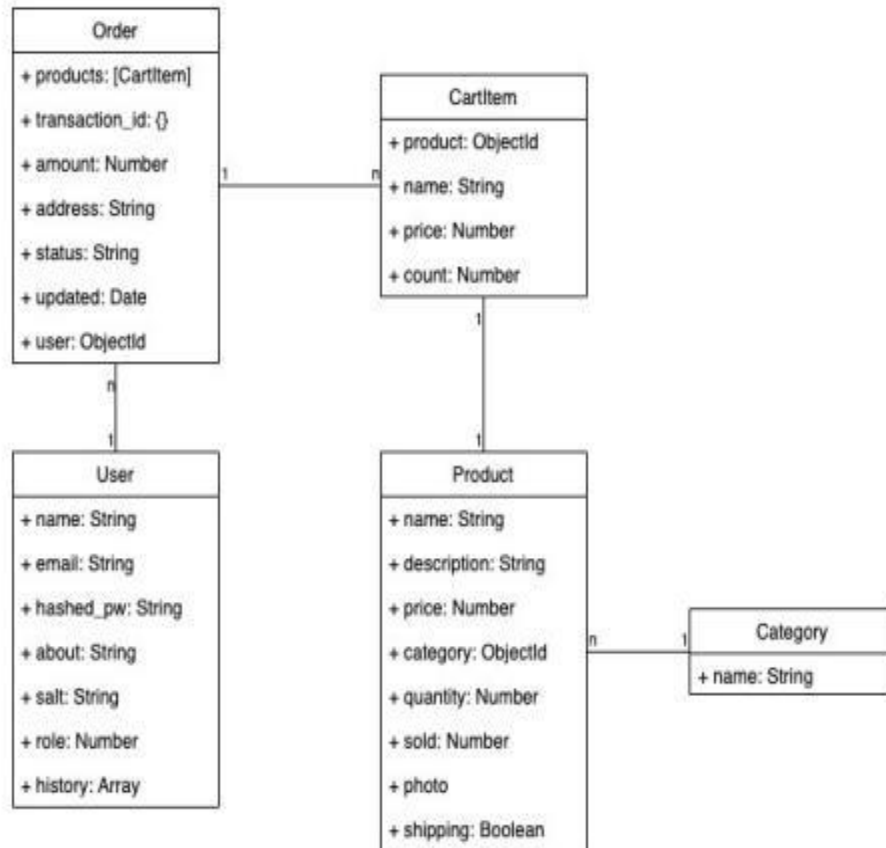 Order
+ products: [CartItem]
+ transaction_id: {}
+ amount: Number
+ address: String
+ status: String
+ updated: Date
+ user: ObjectId
1
n
CartItem
+ product: ObjectId
+ name: String
+ price: Number
+ count: Number
n
1
1
1
User
+ name: String
+ email: String
+ hashed_pw: String
+ about: String
+ salt: String
+ role: Number
+ history: Array
Product
+ name: String
+ description: String
+ price: Number
+ category: ObjectId
+ quantity: Number
+ sold: Number
+ photo
+ shipping: Boolean
n
1
Category
+ name: String